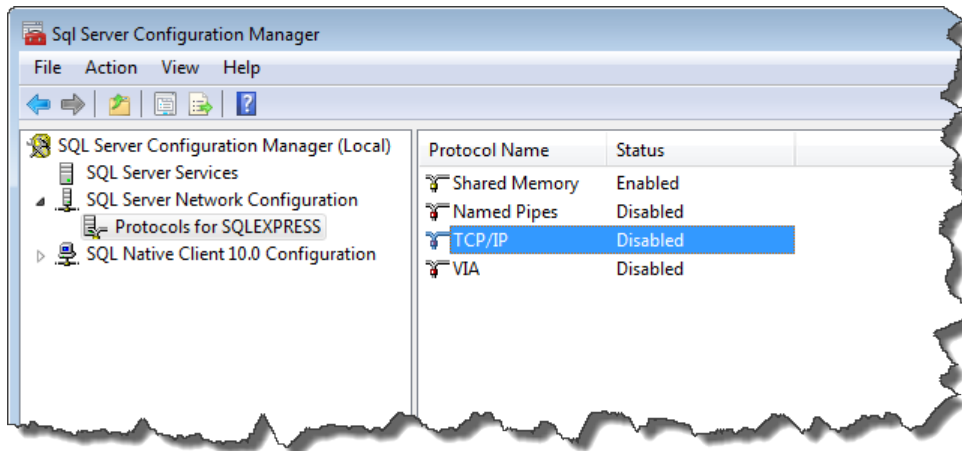 Sql Server Configuration Manager
File Action View Help
SQL Server Configuration Manager (Local)
SQL Server Services
SQL Server Network Configuration
Protocols for SQLEXPRESS
SQL Native Client 10.0 Configuration
Protocol Name Status
Shared Memory Enabled
Named Pipes Disabled
TCP/IP Disabled
VIA Disabled